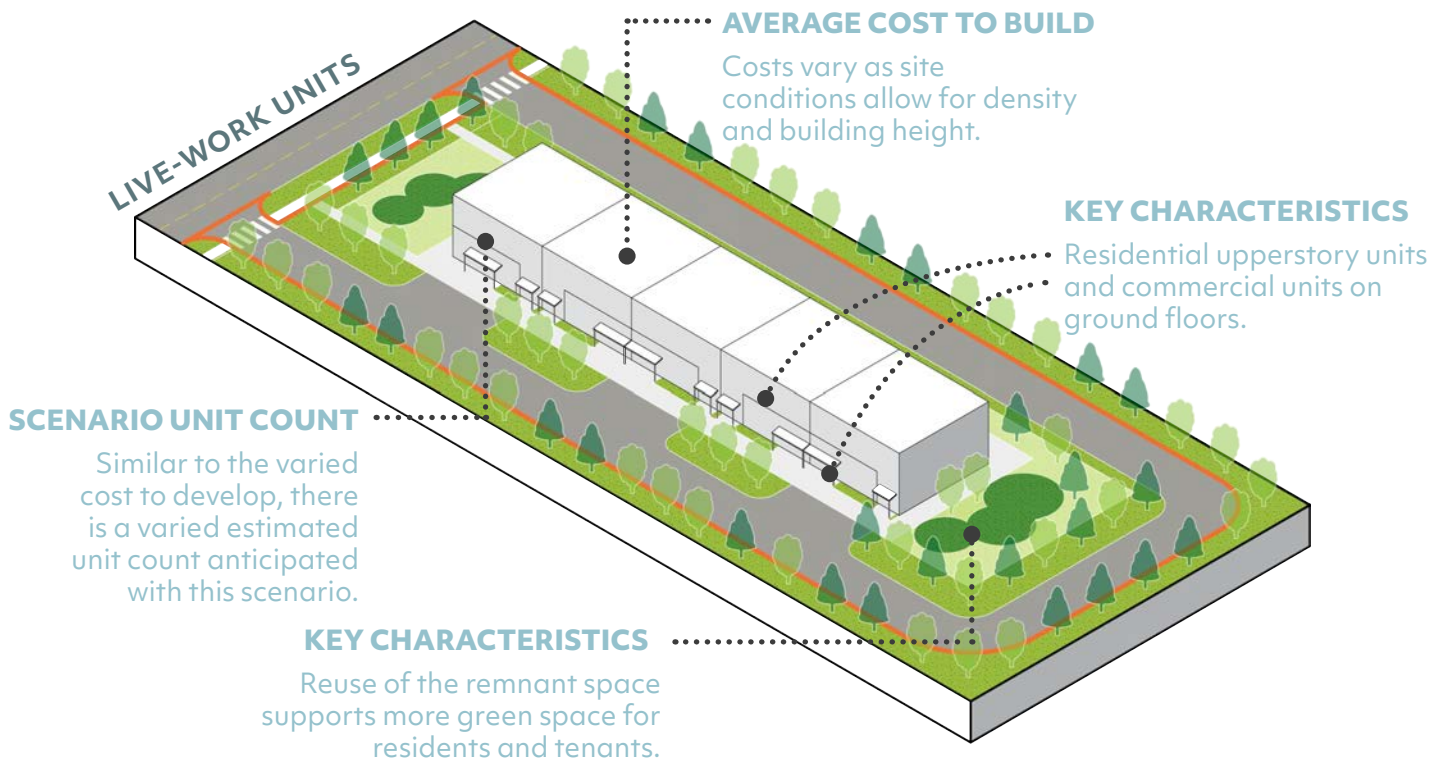 LIVE-WORK UNITS
AVERAGE COST TO BUILD
Costs vary as site
conditions allow for density
and building height.
KEY CHARACTERISTICS
Residential upperstory units
and commercial units on
ground floors.
SCENARIO UNIT COUNT
Similar to the varied
cost to develop, there
is a varied estimated
unit count anticipated
with this scenario.
KEY CHARACTERISTICS
Reuse of the remnant space
supports more green space for
residents and tenants.